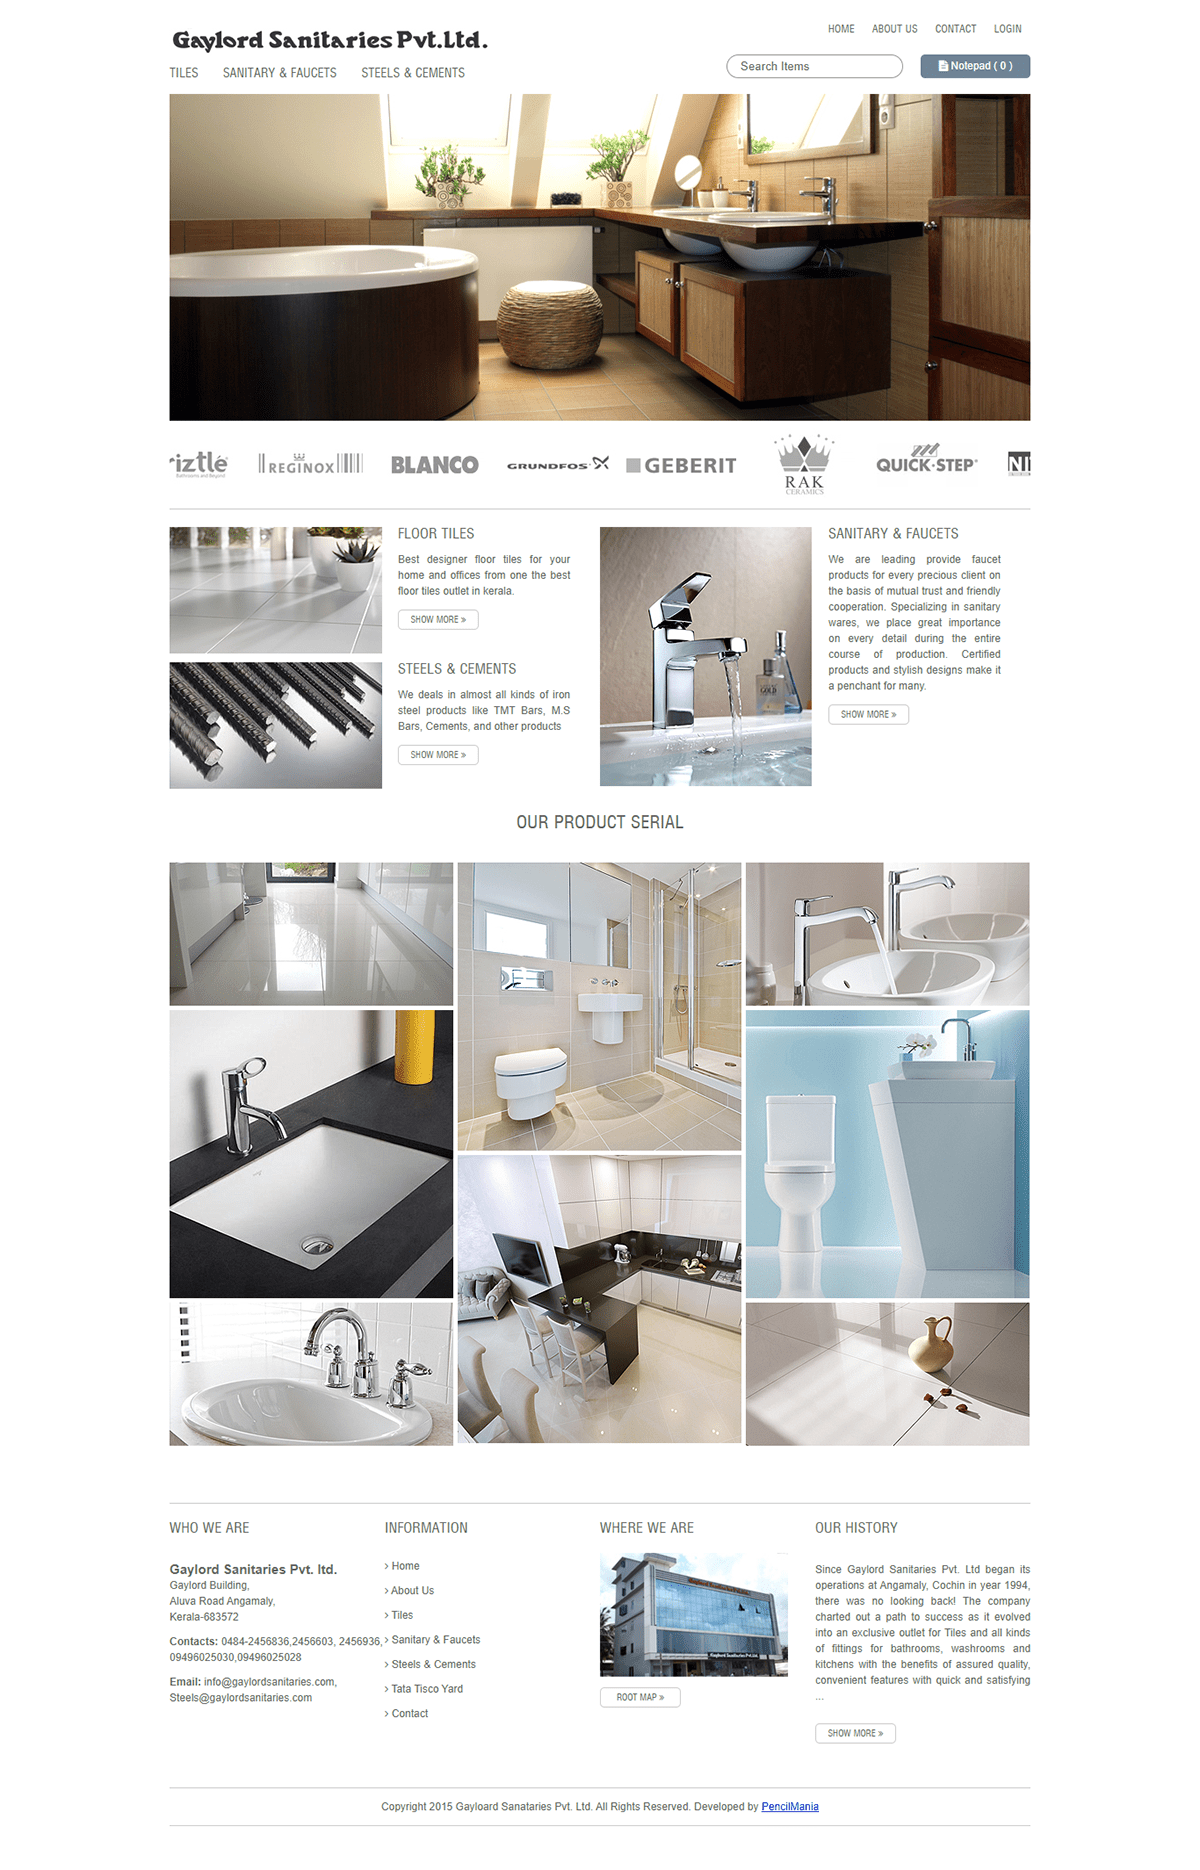 HOME ABOUT US CONTACT LOGIN
Gaylord Sanitaries Pvt.Ltd.
TILES SANITARY & FAUCETS STEELS & CEMENTS
Search Items
Notepad ( 0 )
riztlé
Bathrooms and Beyond
REGINOX
BLANCO
GRUNDFOS
GEBERIT
RAK
CERAMICS
QUICK·STEP®
FLOOR TILES
Best designer floor tiles for your
home and offices from one the best
floor tiles outlet in kerala.
SHOW MORE »
STEELS & CEMENTS
We deals in almost all kinds of iron
steel products like TMT Bars, M.S
Bars, Cements, and other products
SHOW MORE »
SANITARY & FAUCETS
We are leading provide faucet
products for every precious client on
the basis of mutual trust and friendly
cooperation. Specializing in sanitary
wares, we place great importance
on every detail during the entire
course of production. Certified
products and stylish designs make it
a penchant for many.
SHOW MORE »
OUR PRODUCT SERIAL
WHO WE ARE
Gaylord Sanitaries Pvt. ltd.
Gaylord Building,
Aluva Road Angamaly,
Kerala-683572
Contacts: 0484-2456836,2456603, 2456936,
09496025030,09496025028
Email: info@gaylordsanitaries.com,
Steels@gaylordsanitaries.com
INFORMATION
› Home
› About Us
› Tiles
› Sanitary & Faucets
› Steels & Cements
› Tata Tisco Yard
› Contact
WHERE WE ARE
Gaylord Sanitaries Pvt.Ltd.
ROOT MAP »
OUR HISTORY
Since Gaylord Sanitaries Pvt. Ltd began its
operations at Angamaly, Cochin in year 1994,
there was no looking back! The company
charted out a path to success as it evolved
into an exclusive outlet for Tiles and all kinds
of fittings for bathrooms, washrooms and
kitchens with the benefits of assured quality,
convenient features with quick and satisfying
...
SHOW MORE »
Copyright 2015 Gayloard Sanataries Pvt. Ltd. All Rights Reserved. Developed by PencilMania